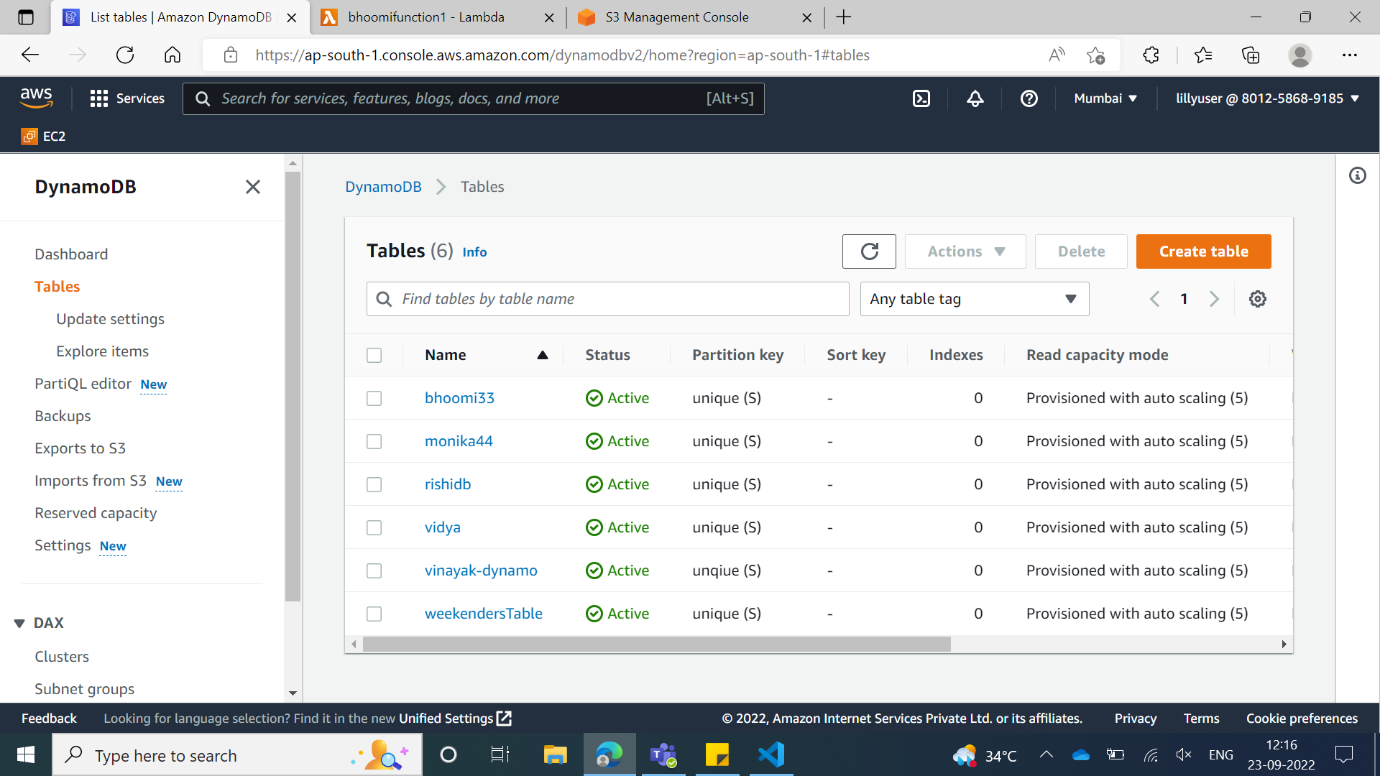 List tables | Amazon DynamoDB
bhoomifunction1 - Lambda
S3 Management Console
https://ap-south-1.console.aws.amazon.com/dynamodbv2/home?region=ap-south-1#tables
aws
Services
Search for services, features, blogs, docs, and more
[Alt+S]
Mumbai ▼
lillyuser @ 8012-5868-9185 ▼
EC2
DynamoDB
Dashboard
Tables
Update settings
Explore items
PartiQL editor New
Backups
Exports to S3
Imports from S3 New
Reserved capacity
Settings New
DAX
Clusters
Subnet groups
DynamoDB > Tables
Tables (6) Info
Actions ▼
Delete
Create table
Find tables by table name
Any table tag
1
Name Status Partition key Sort key Indexes Read capacity mode
bhoomi33 Active unique (S) - 0 Provisioned with auto scaling (5)
monika44 Active unique (S) - 0 Provisioned with auto scaling (5)
rishidb Active unique (S) - 0 Provisioned with auto scaling (5)
vidya Active unique (S) - 0 Provisioned with auto scaling (5)
vinayak-dynamo Active unqiue (S) - 0 Provisioned with auto scaling (5)
weekendersTable Active unique (S) - 0 Provisioned with auto scaling (5)
Feedback Looking for language selection? Find it in the new Unified Settings
© 2022, Amazon Internet Services Private Ltd. or its affiliates. Privacy Terms Cookie preferences
Type here to search
34°C
ENG
12:16
23-09-2022